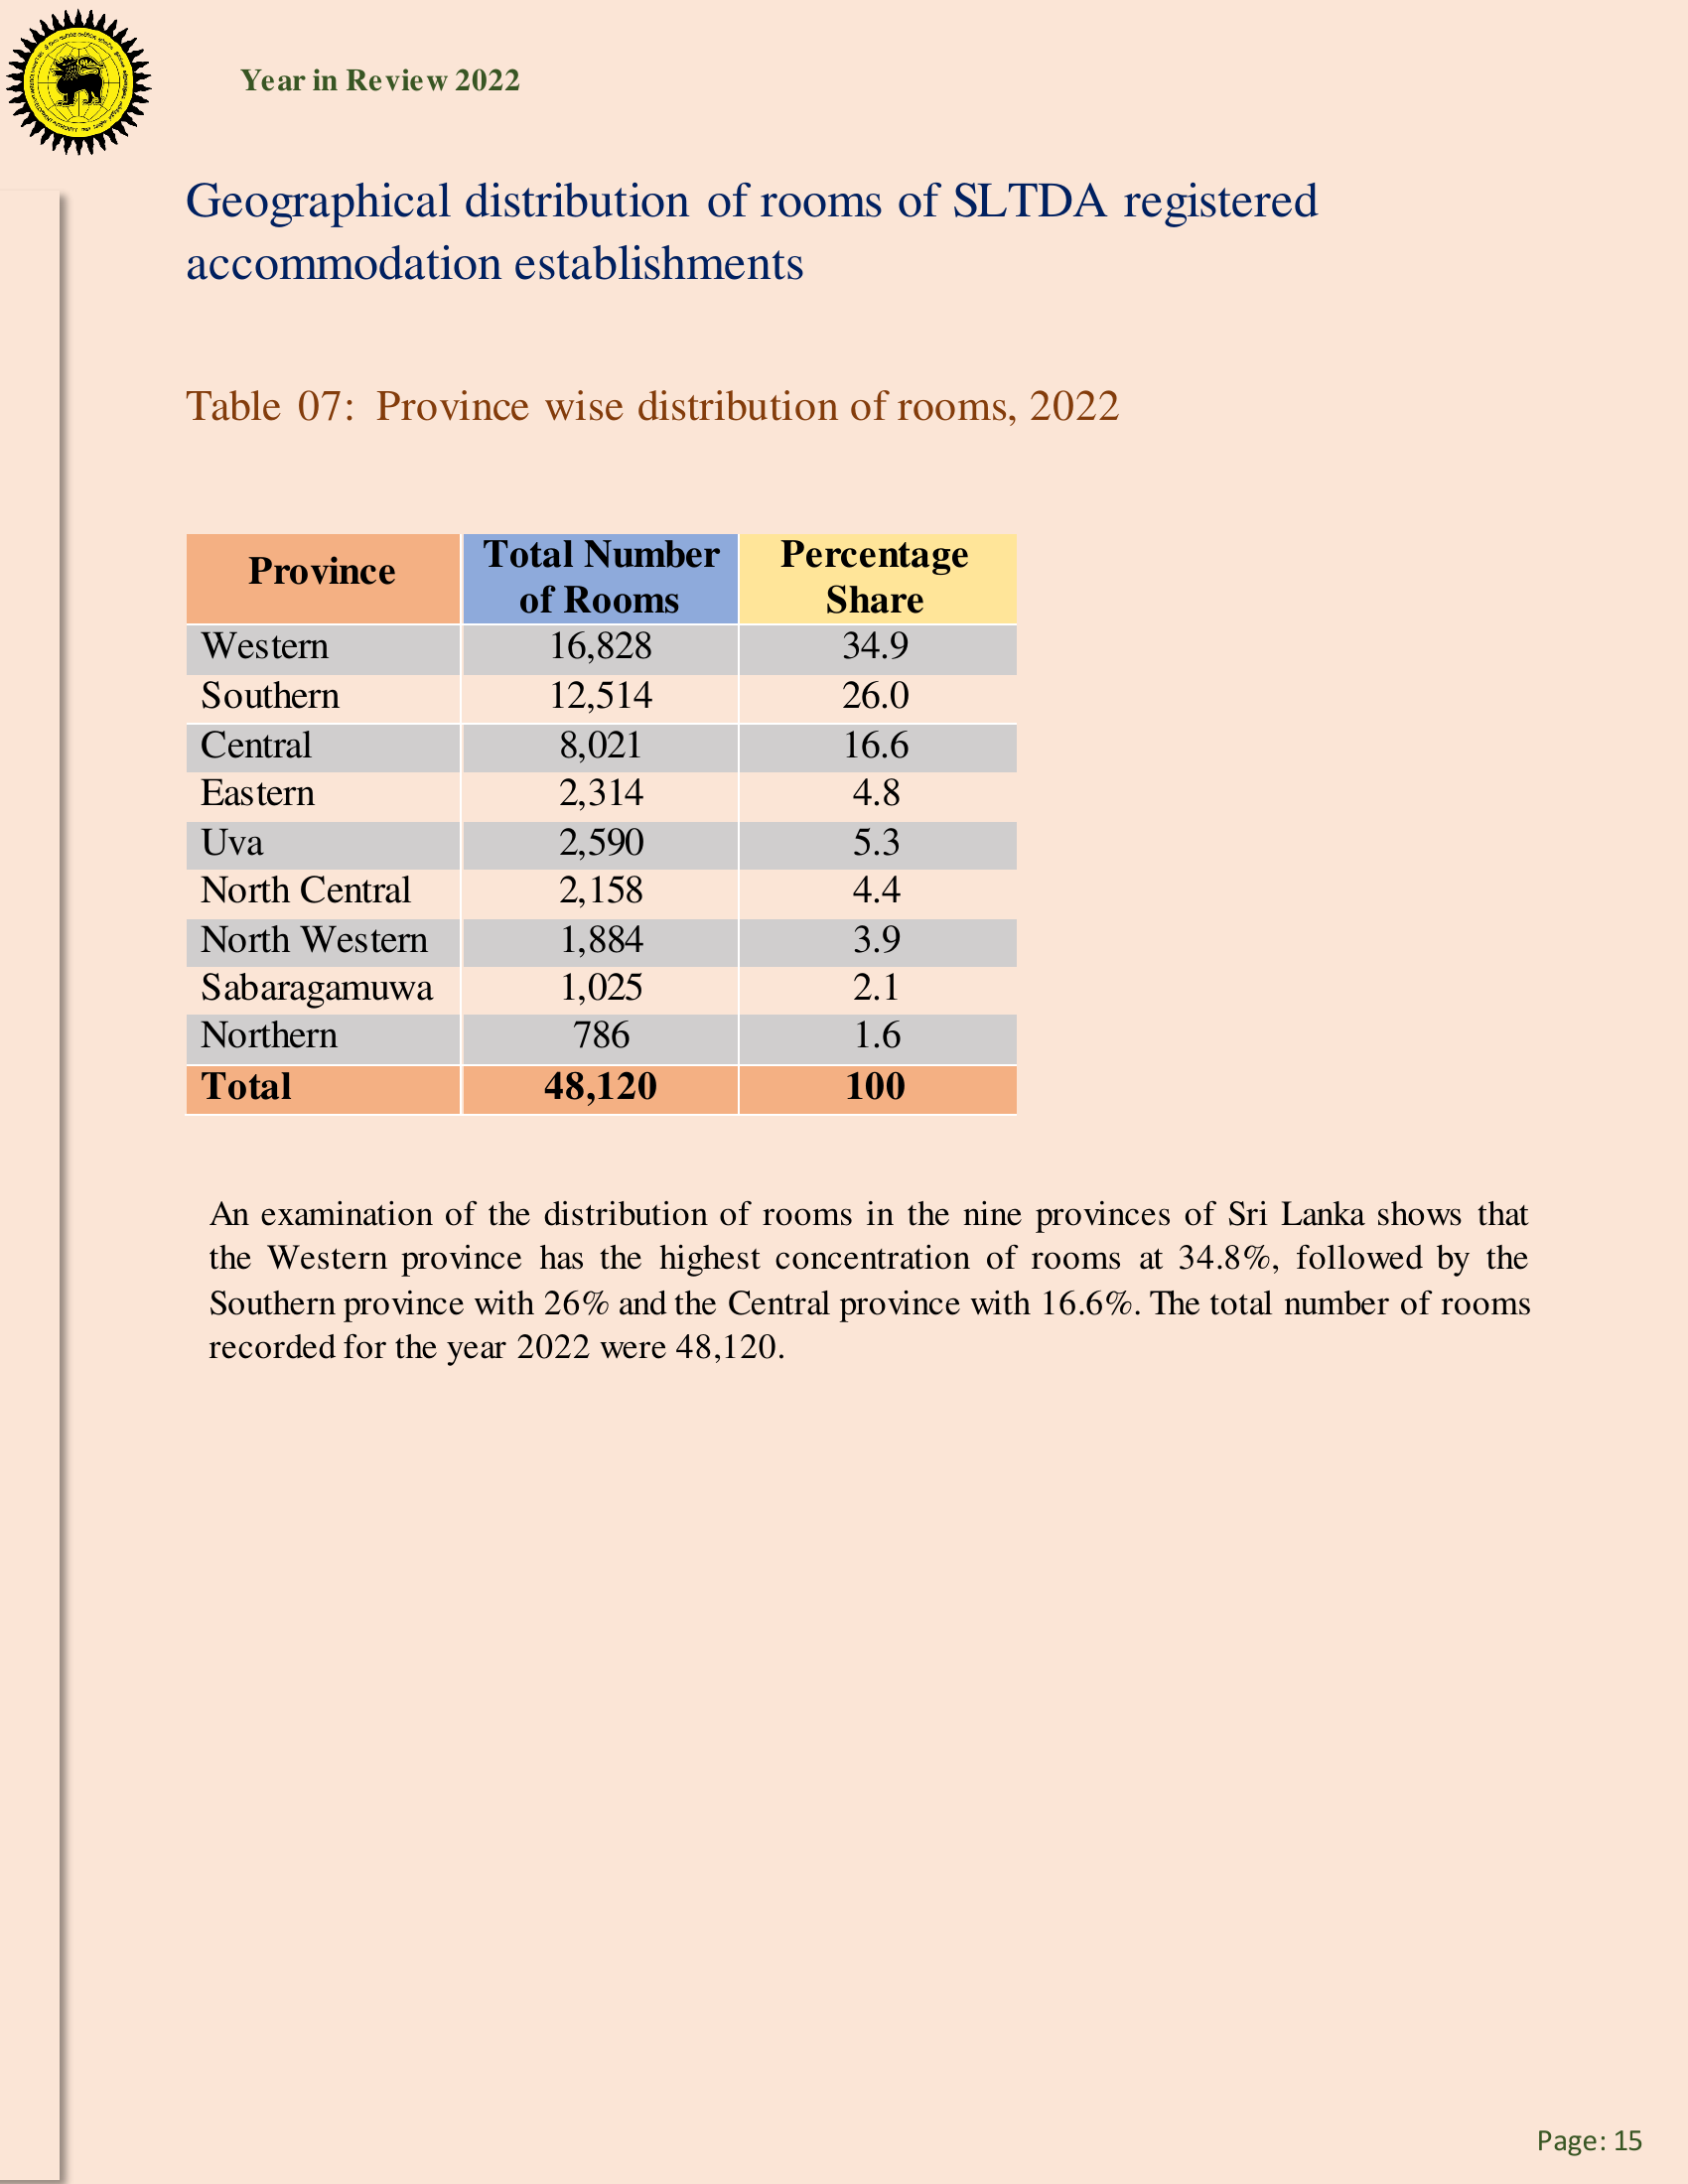 Year in Review 2022
Geographical distribution of rooms of SLTDA registered
accommodation establishments
Table 07: Province wise distribution of rooms, 2022
Province Total Number of Rooms Percentage Share
Western 16,828 34.9
Southern 12,514 26.0
Central 8,021 16.6
Eastern 2,314 4.8
Uva 2,590 5.3
North Central 2,158 4.4
North Western 1,884 3.9
Sabaragamuwa 1,025 2.1
Northern 786 1.6
Total 48,120 100
An examination of the distribution of rooms in the nine provinces of Sri Lanka shows that
the Western province has the highest concentration of rooms at 34.8%, followed by the
Southern province with 26% and the Central province with 16.6%. The total number of rooms
recorded for the year 2022 were 48,120.
Page: 15